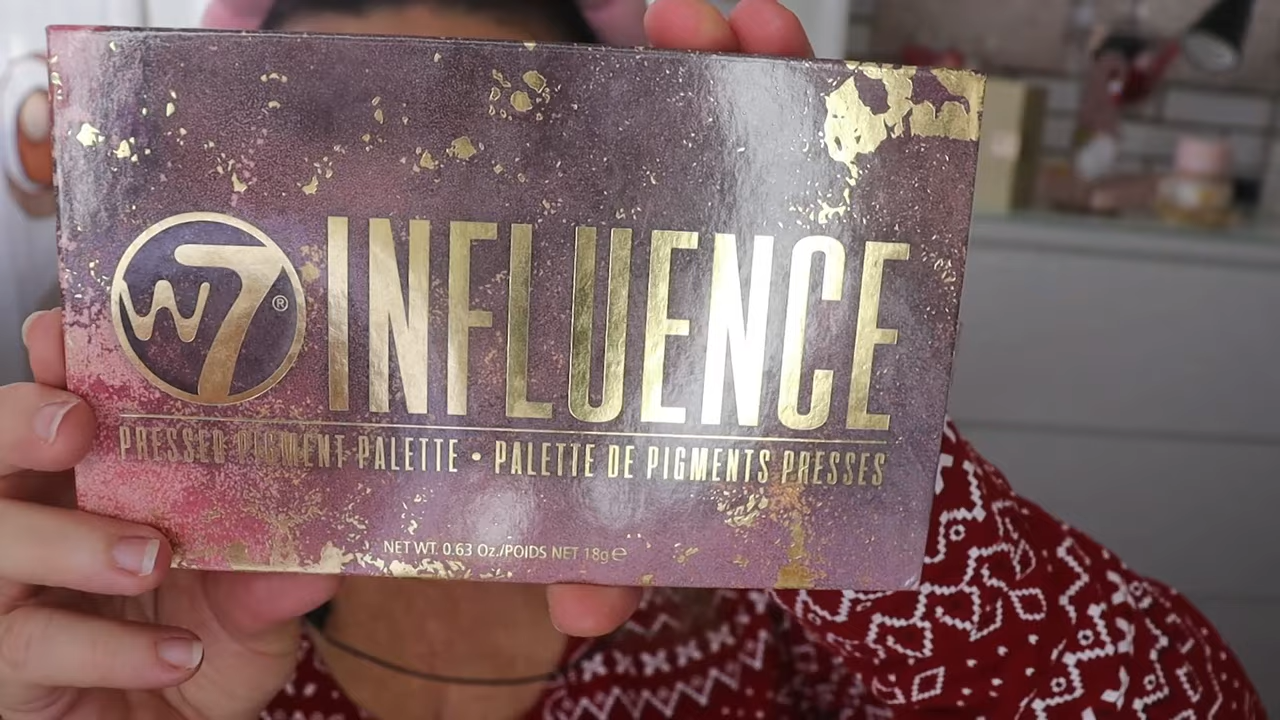 W7® INFLUENCE
PRESSED PIGMENT PALETTE • PALETTE DE PIGMENTS PRESSES
NET WT. 0.63 Oz./POIDS NET 18g ℮